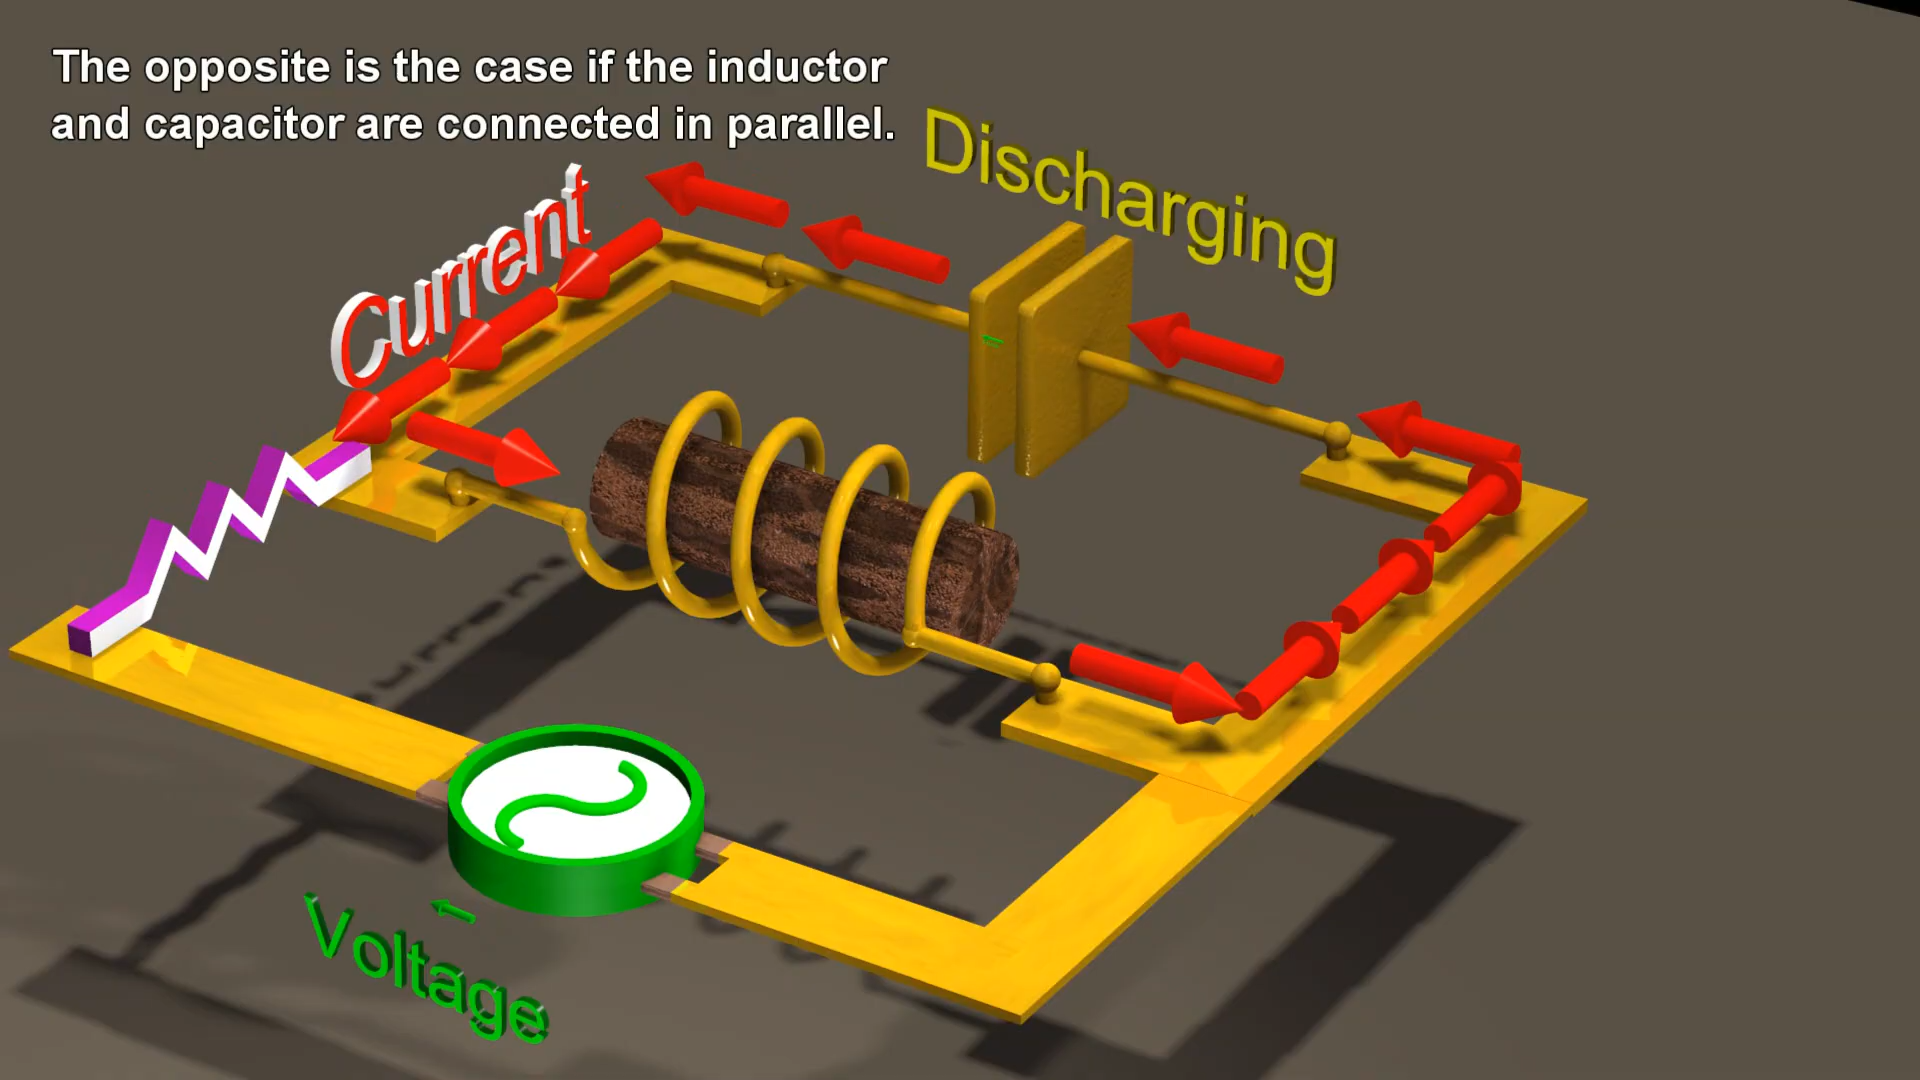 The opposite is the case if the inductor
and capacitor are connected in parallel.
Discharging
Current
Voltage